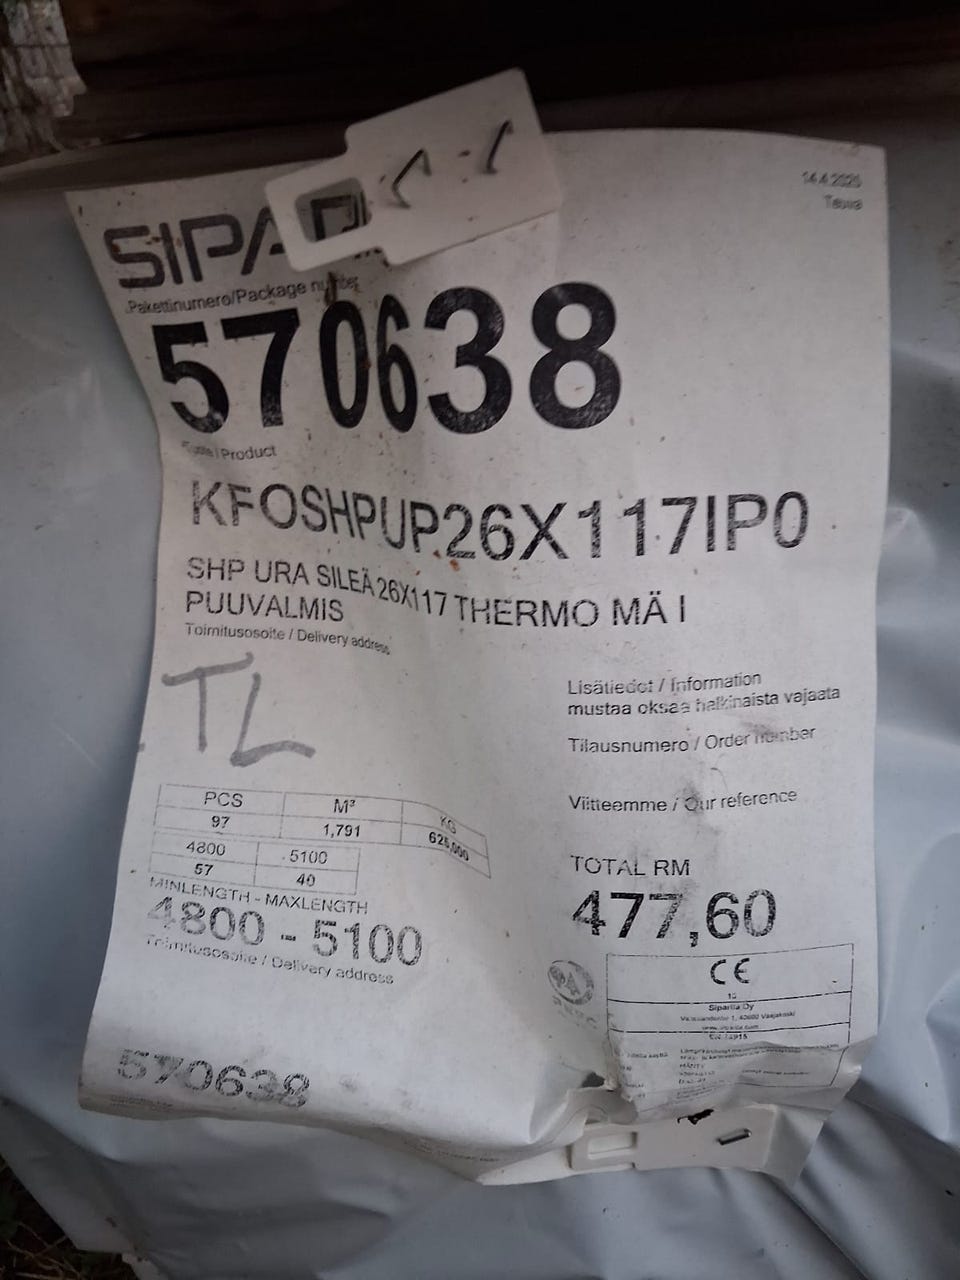 14.4.2025
Teuva
Pakettinumero/Package number
570638
Product
KFOSHPUP26X117IP0
SHP URA SILEÄ 26X117 THERMO MÄ I
PUUVALMIS
Toimitusosoite / Delivery address
TL
Lisätiedot / Information
mustaa oksaa halkinaista vajaata
Tilausnumero / Order number
Viitteemme / Our reference
PCS M³ KG
97 1,791
4800 5100
57 40
MINLENGTH - MAXLENGTH
4800 - 5100
Toimitusosoite / Delivery address
TOTAL RM
477,60
CE
Siparila Oy
570638